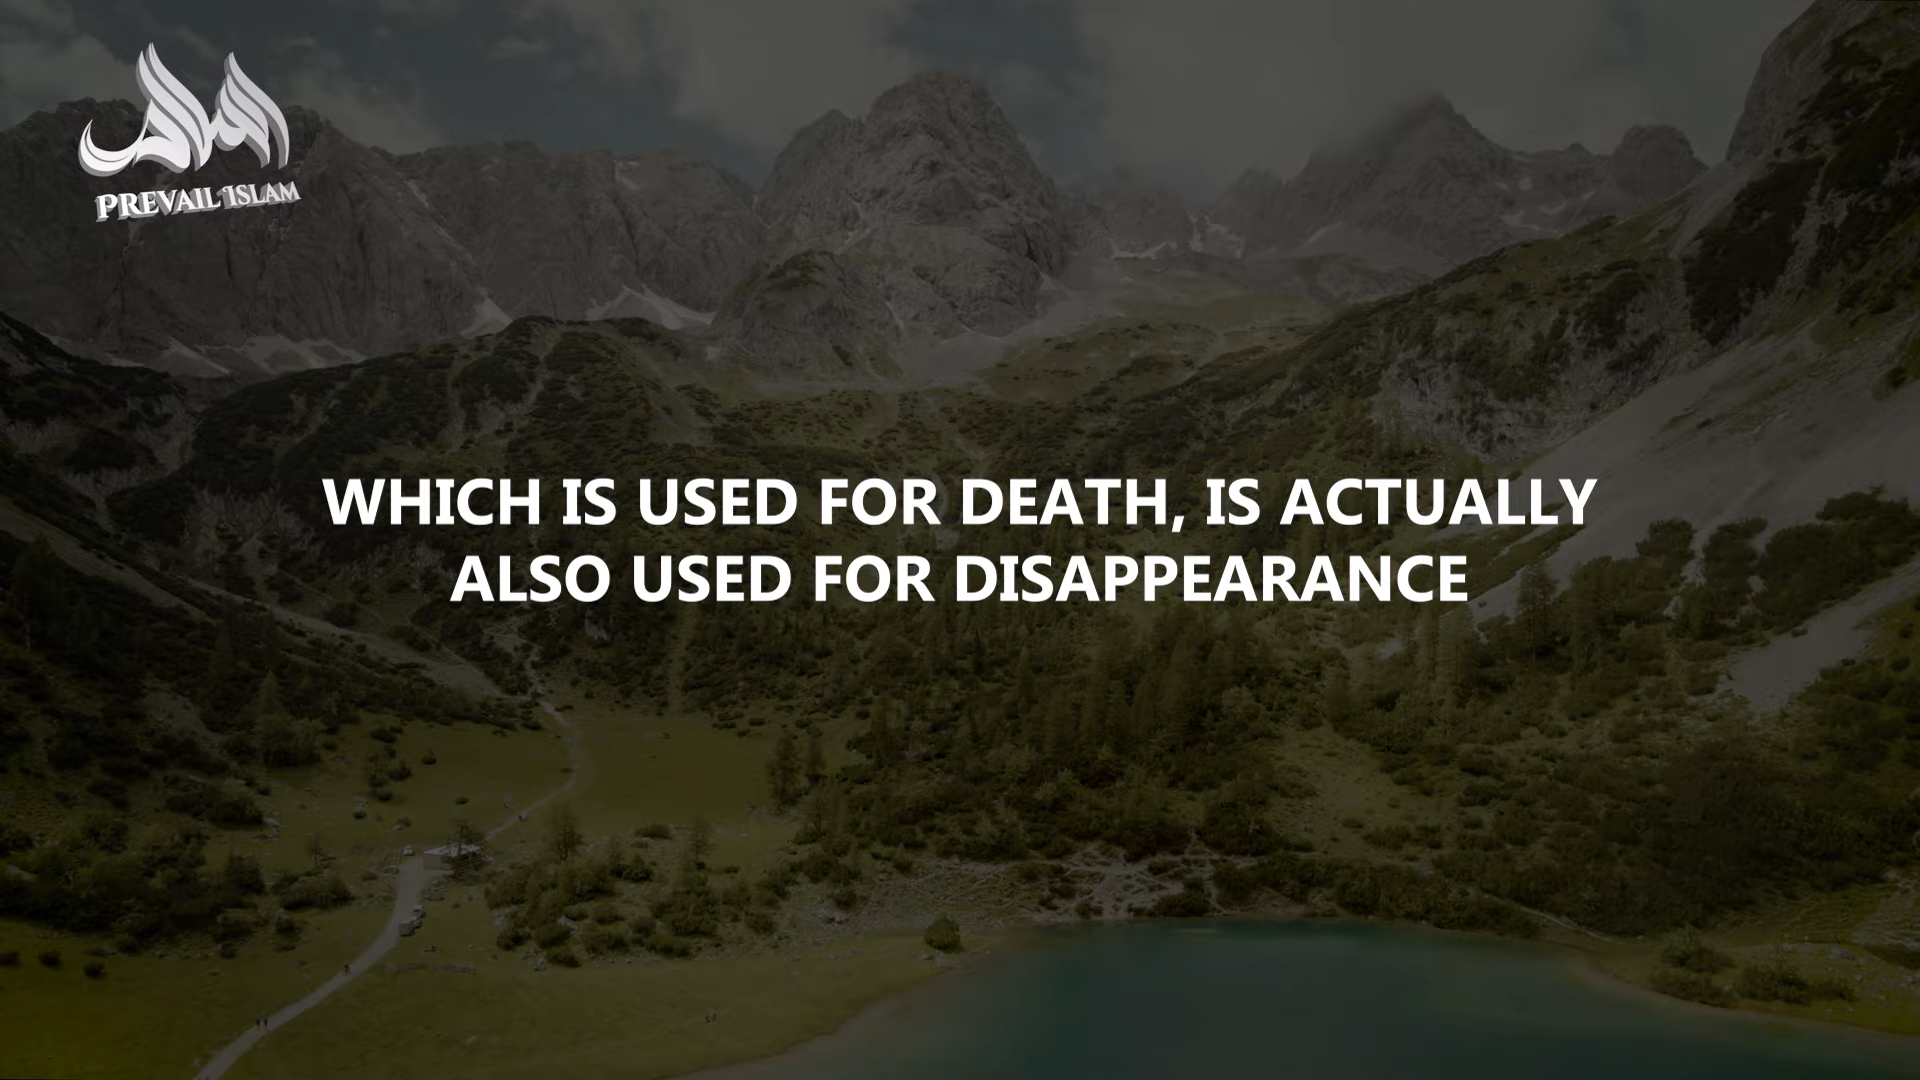 PREVAIL ISLAM
WHICH IS USED FOR DEATH, IS ACTUALLY
ALSO USED FOR DISAPPEARANCE